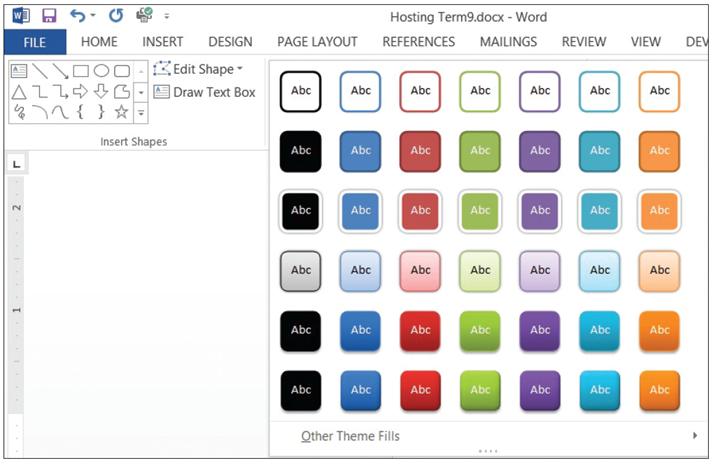 Hosting Term9.docx - Word
FILE HOME INSERT DESIGN PAGE LAYOUT REFERENCES MAILINGS REVIEW VIEW DEV
Edit Shape
Draw Text Box
Insert Shapes
Abc Abc Abc Abc Abc Abc Abc
Abc Abc Abc Abc Abc Abc Abc
Abc Abc Abc Abc Abc Abc Abc
Abc Abc Abc Abc Abc Abc Abc
Abc Abc Abc Abc Abc Abc Abc
Abc Abc Abc Abc Abc Abc Abc
Other Theme Fills
2
1